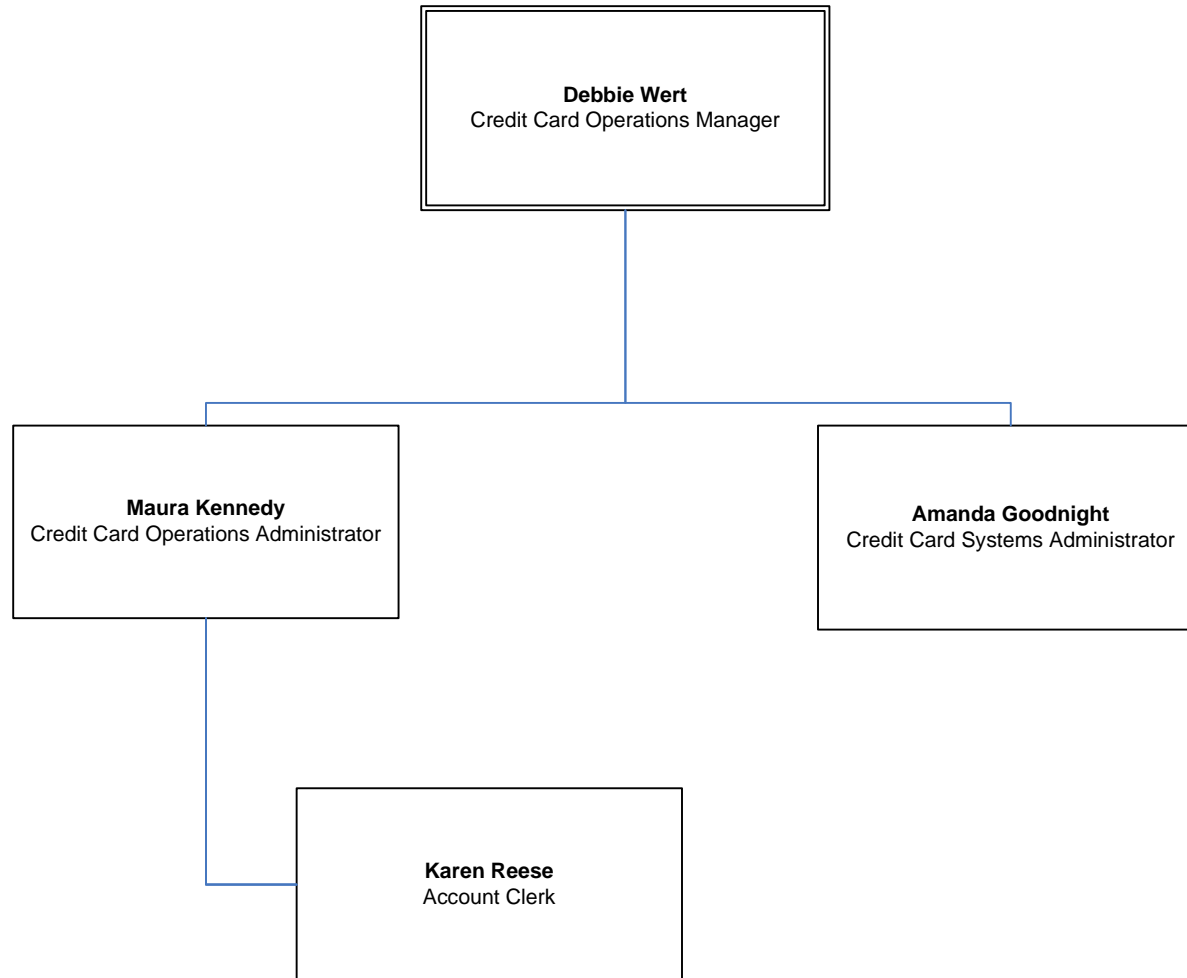 Debbie Wert
Credit Card Operations Manager
Maura Kennedy
Credit Card Operations Administrator
Amanda Goodnight
Credit Card Systems Administrator
Karen Reese
Account Clerk